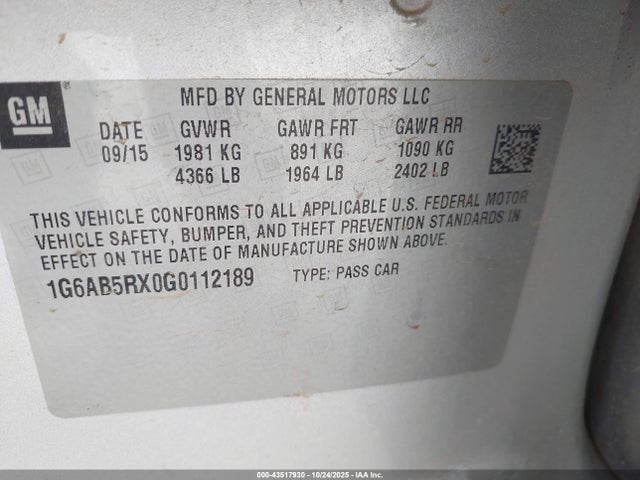 GM
MFD BY GENERAL MOTORS LLC
DATE GVWR GAWR FRT GAWR RR
09/15 1981 KG 891 KG 1090 KG
4366 LB 1964 LB 2402 LB
THIS VEHICLE CONFORMS TO ALL APPLICABLE U.S. FEDERAL MOTOR
VEHICLE SAFETY, BUMPER, AND THEFT PREVENTION STANDARDS IN
EFFECT ON THE DATE OF MANUFACTURE SHOWN ABOVE.
1G6AB5RX0G0112189 TYPE: PASS CAR
000-43517930 - 10/24/2025 - IAA Inc.